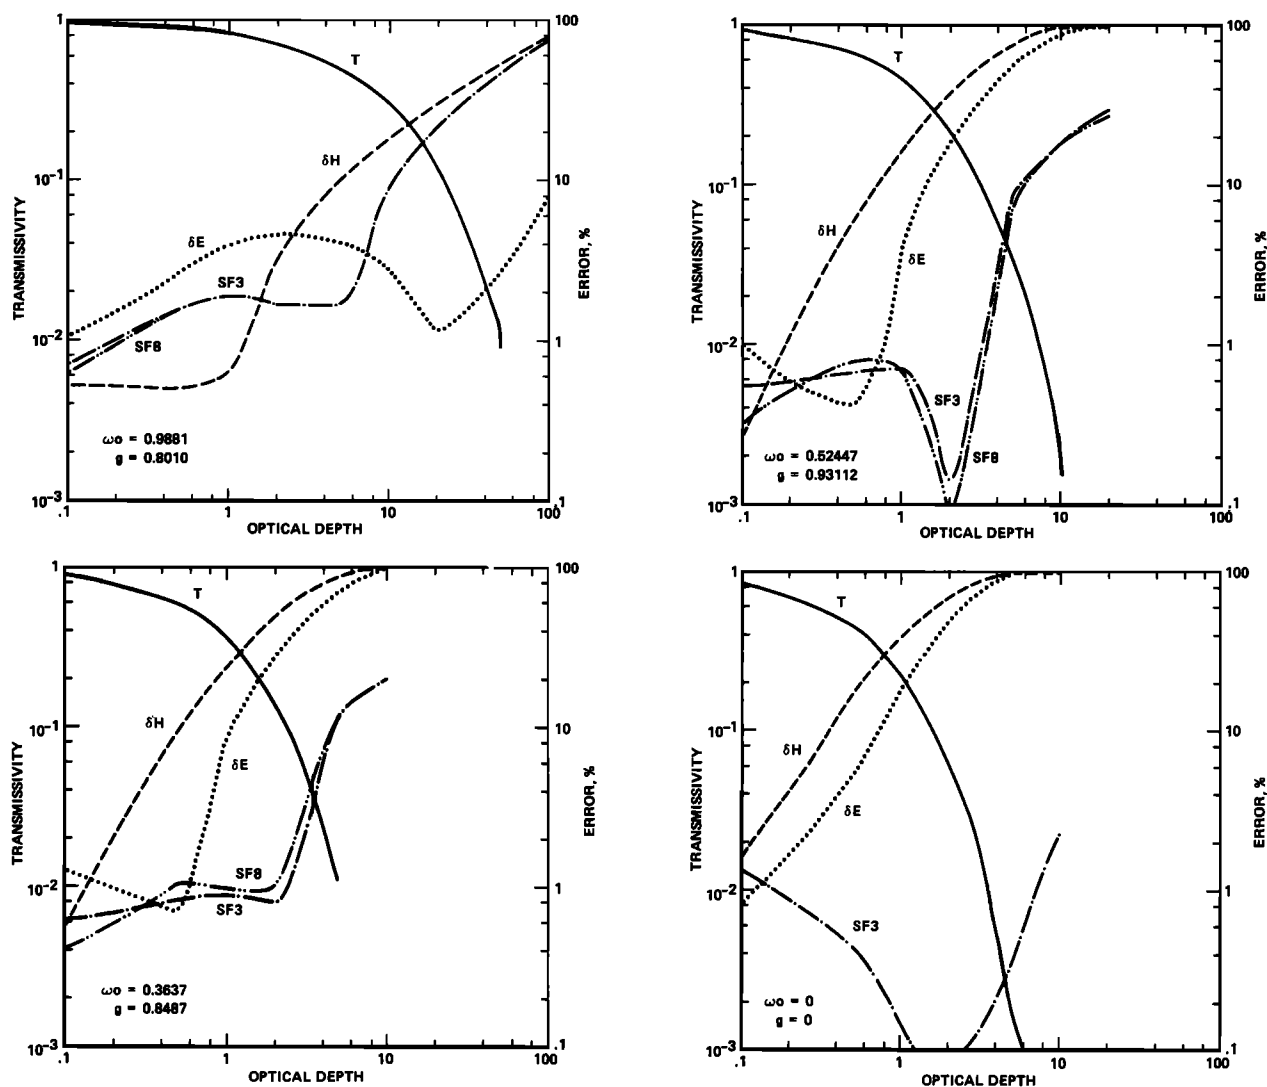 1
10−1
10−2
10−3
TRANSMISSIVITY
T
δH
δE
SF3
SF8
ωo = 0.9881
g = 0.8010
.1
1
10
100
OPTICAL DEPTH
100
10
1
.1
ERROR, %
1
10−1
10−2
10−3
TRANSMISSIVITY
T
δH
δE
SF3
SF8
ωo = 0.52447
g = 0.93112
.1
1
10
100
OPTICAL DEPTH
100
10
1
.1
ERROR, %
1
10−1
10−2
10−3
TRANSMISSIVITY
T
δH
δE
SF8
SF3
ωo = 0.3637
g = 0.8487
.1
1
10
100
OPTICAL DEPTH
100
10
1
.1
ERROR, %
1
10−1
10−2
10−3
TRANSMISSIVITY
T
δH
δE
SF3
ωo = 0
g = 0
.1
1
10
100
OPTICAL DEPTH
100
10
1
.1
ERROR, %